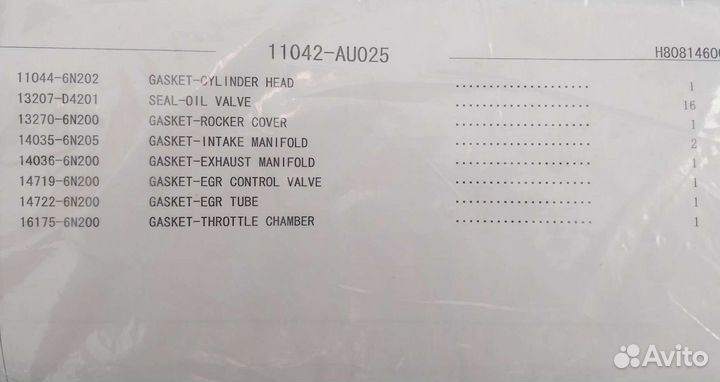 11042-AU025 H8081460
11044-6N202 GASKET-CYLINDER HEAD .................... 1
13207-D4201 SEAL-OIL VALVE .................... 16
13270-6N200 GASKET-ROCKER COVER .................... 1
14035-6N205 GASKET-INTAKE MANIFOLD .................... 2
14036-6N200 GASKET-EXHAUST MANIFOLD .................... 1
14719-6N200 GASKET-EGR CONTROL VALVE .................... 1
14722-6N200 GASKET-EGR TUBE .................... 1
16175-6N200 GASKET-THROTTLE CHAMBER .................... 1
Avito